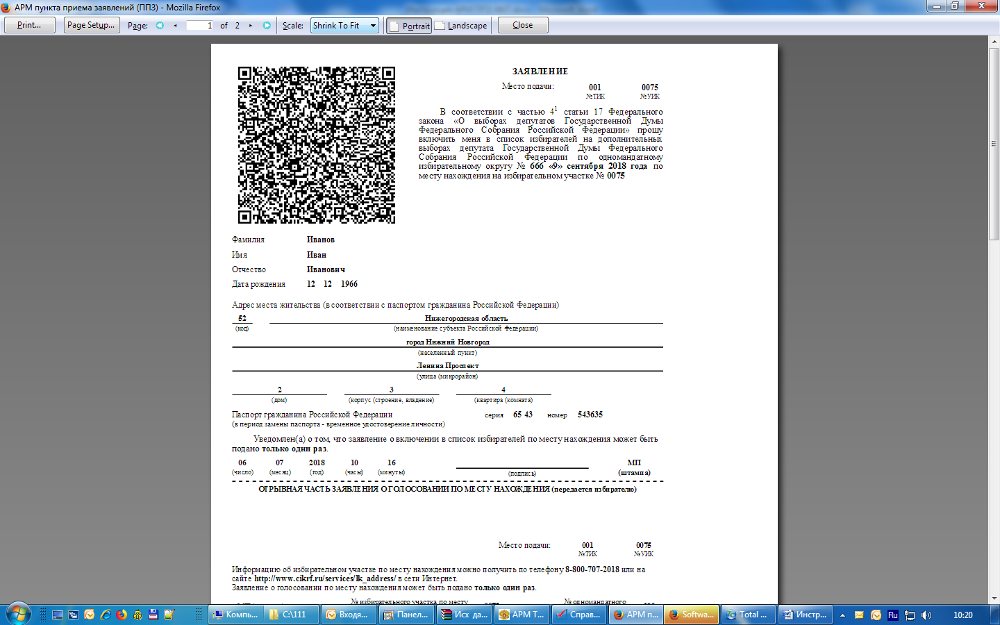 АРМ пункта приема заявлений (ППЗ) - Mozilla Firefox
Print... Page Setup... Page: 1 of 2 Scale: Shrink To Fit Portrait Landscape Close
ЗАЯВЛЕНИЕ
Место подачи: 001 0075
№ТИК №УИК
В соответствии с частью 4¹ статьи 17 Федерального
закона «О выборах депутатов Государственной Думы
Федерального Собрания Российской Федерации» прошу
включить меня в список избирателей на дополнительных
выборах депутата Государственной Думы Федерального
Собрания Российской Федерации по одномандатному
избирательному округу № 666 «9» сентября 2018 года по
месту нахождения на избирательном участке № 0075
Фамилия Иванов
Имя Иван
Отчество Иванович
Дата рождения 12 12 1966
Адрес места жительства (в соответствии с паспортом гражданина Российской Федерации)
52 Нижегородская область
(код) (наименование субъекта Российской Федерации)
город Нижний Новгород
(населенный пункт)
Ленина Проспект
(улица (микрорайон)
2 3 4
(дом) (корпус (строение, владение) (квартира (комната)
Паспорт гражданина Российской Федерации серия 65 43 номер 543635
(в период замены паспорта - временное удостоверение личности)
Уведомлен(а) о том, что заявление о включении в список избирателей по месту нахождения может быть
подано только один раз.
06 07 2018 10 16 МП
(число) (месяц) (год) (часы) (минуты) (подпись) (штампа)
ОТРЫВНАЯ ЧАСТЬ ЗАЯВЛЕНИЯ О ГОЛОСОВАНИИ ПО МЕСТУ НАХОЖДЕНИЯ (передается избирателю)
Место подачи: 001 0075
№ТИК №УИК
Информацию об избирательном участке по месту нахождения можно получить по телефону 8-800-707-2018 или на
сайте http://www.cikrf.ru/services/lk_address/ в сети Интернет.
Заявление о голосовании по месту нахождения может быть подано только один раз.
№ избирательного участка по месту № одномандатного
Компь... C:\111 Входя... Панел... Исх да... АРМ Т... Справ... АРМ п... Softwa... Total ... Инстр... Ru 10:20